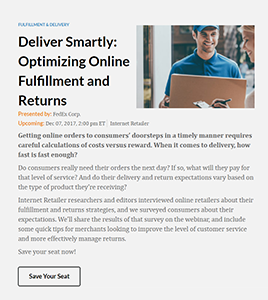 FULFILLMENT & DELIVERY
Deliver Smartly:
Optimizing Online
Fulfillment and
Returns
Presented by: FedEx Corp.
Upcoming: Dec 07, 2017, 2:00 pm ET | Internet Retailer
Getting online orders to consumers' doorsteps in a timely manner requires
careful calculations of costs versus reward. When it comes to delivery, how
fast is fast enough?
Do consumers really need their orders the next day? If so, what will they pay for
that level of service? And do their delivery and return expectations vary based on
the type of product they're receiving?
Internet Retailer researchers and editors interviewed online retailers about their
fulfillment and returns strategies, and we surveyed consumers about their
expectations. We'll share the results of that survey on the webinar, and include
some quick tips for merchants looking to improve the level of customer service
and more effectively manage returns.
Save your seat now!
Save Your Seat